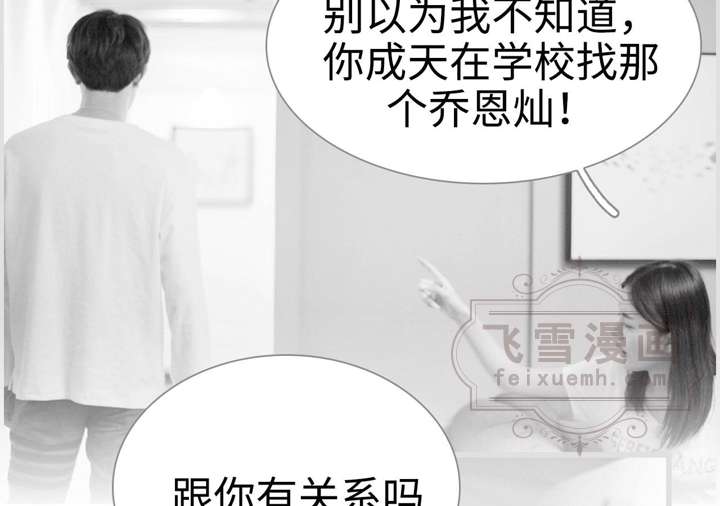 别以为我不知道，
你成天在学校找那
个乔恩灿！
飞雪漫画
feixuemh.com
跟你有关系吗